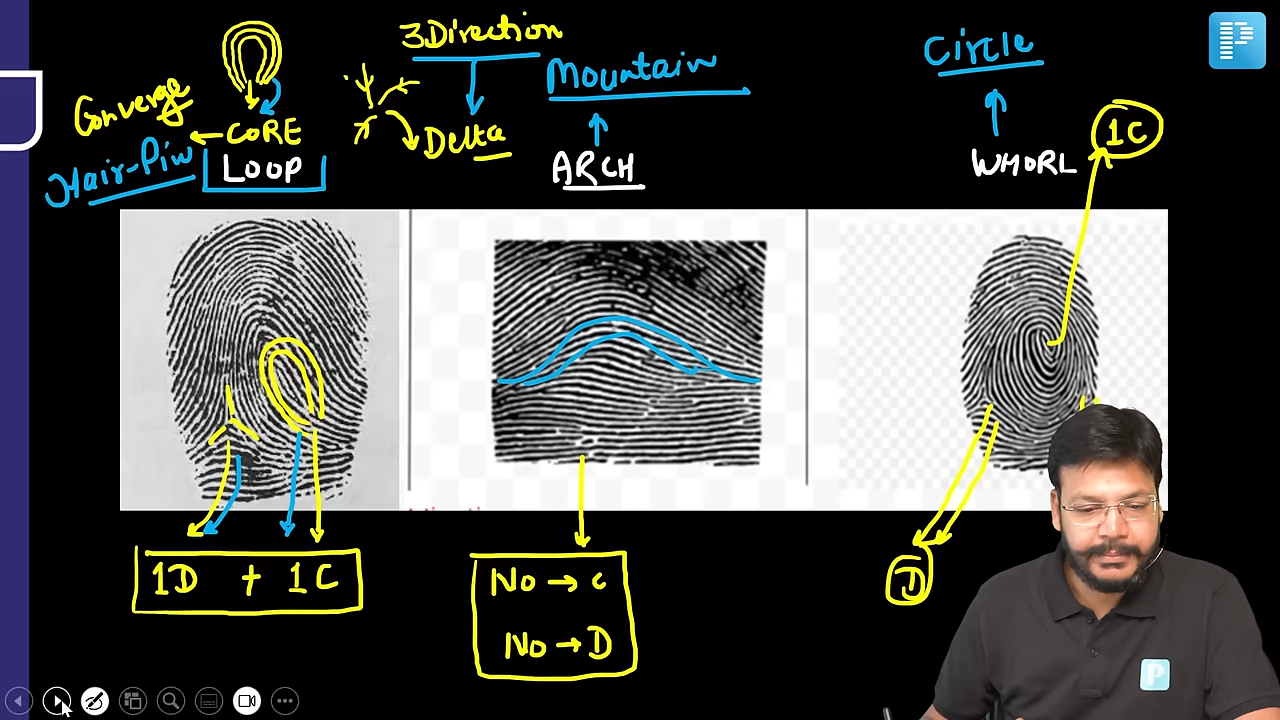 3Direction
Circle
Mountain
Converge
CORE
Delta
1C
Hair-Pin
LOOP
ARCH
WHORL
1D + 1C
No → C
No → D
D
P
P